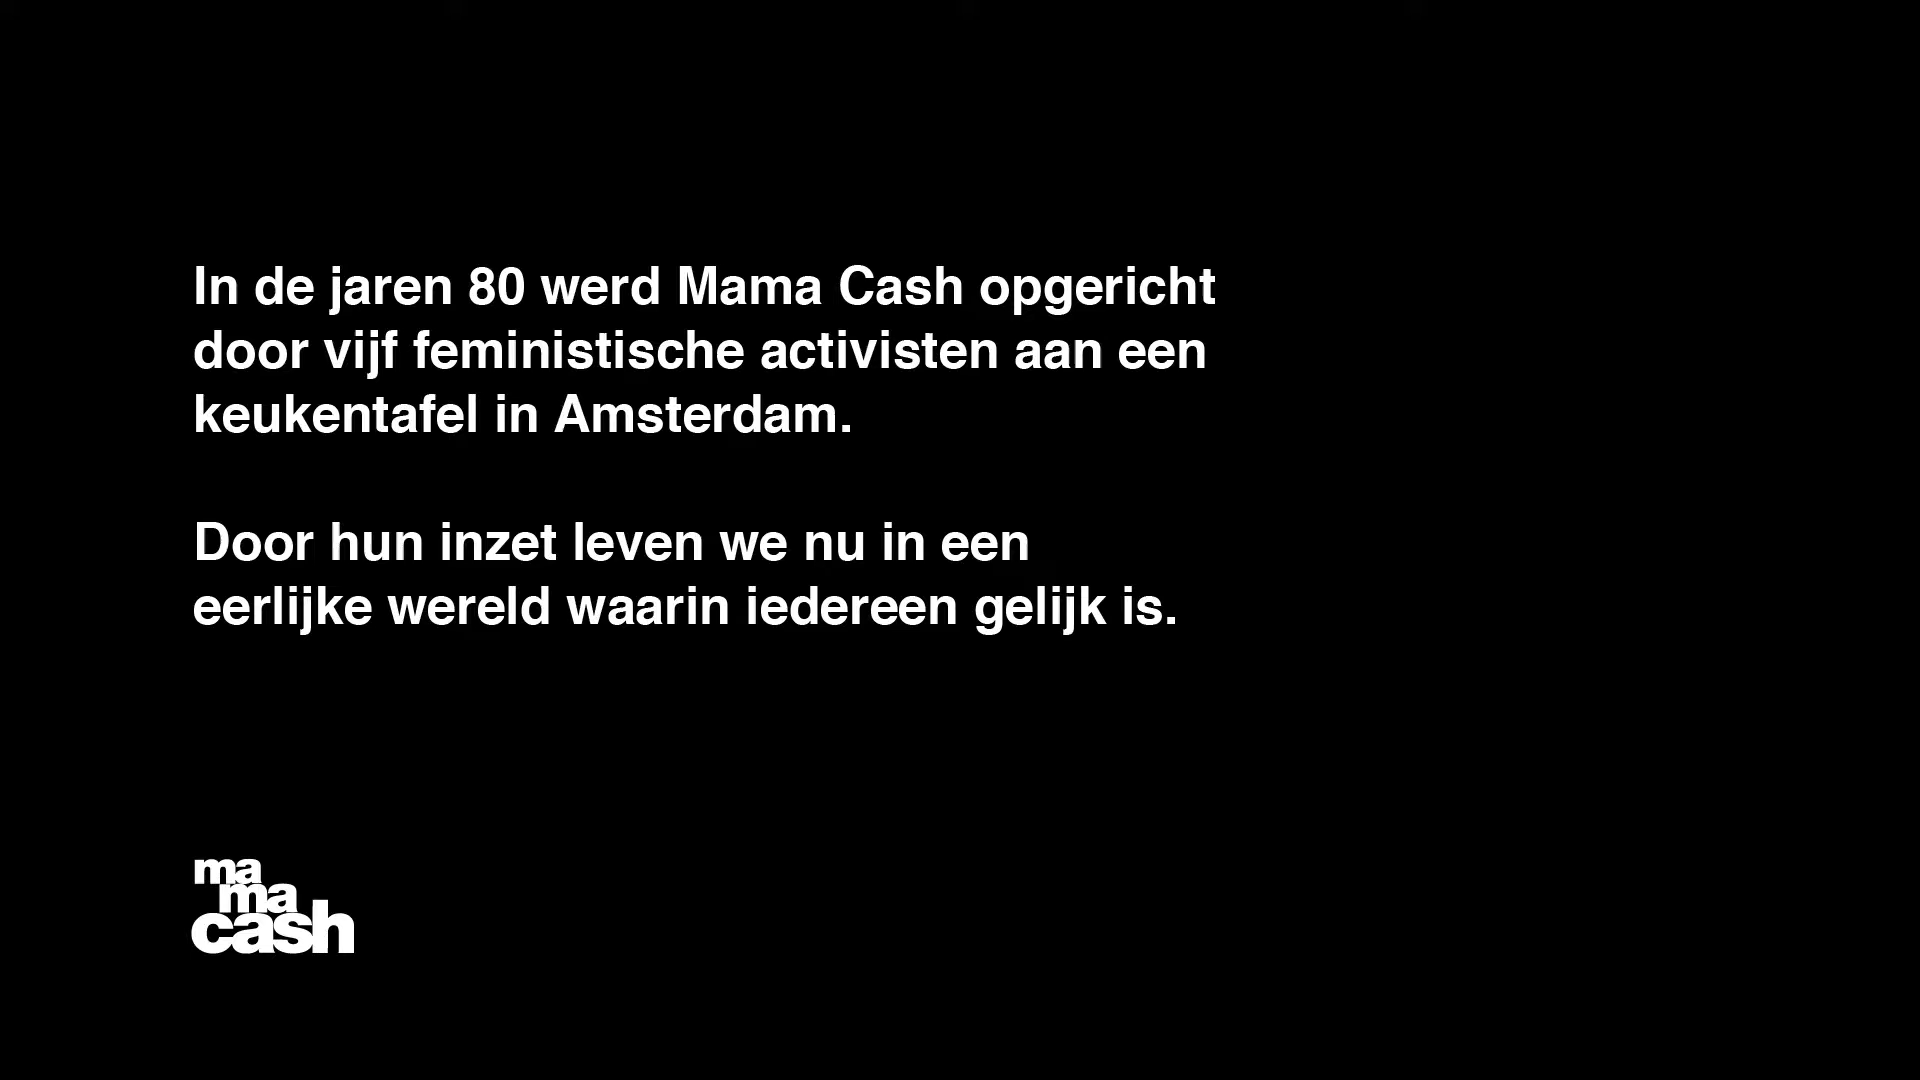 In de jaren 80 werd Mama Cash opgericht
door vijf feministische activisten aan een
keukentafel in Amsterdam.
Door hun inzet leven we nu in een
eerlijke wereld waarin iedereen gelijk is.
ma
ma
cash